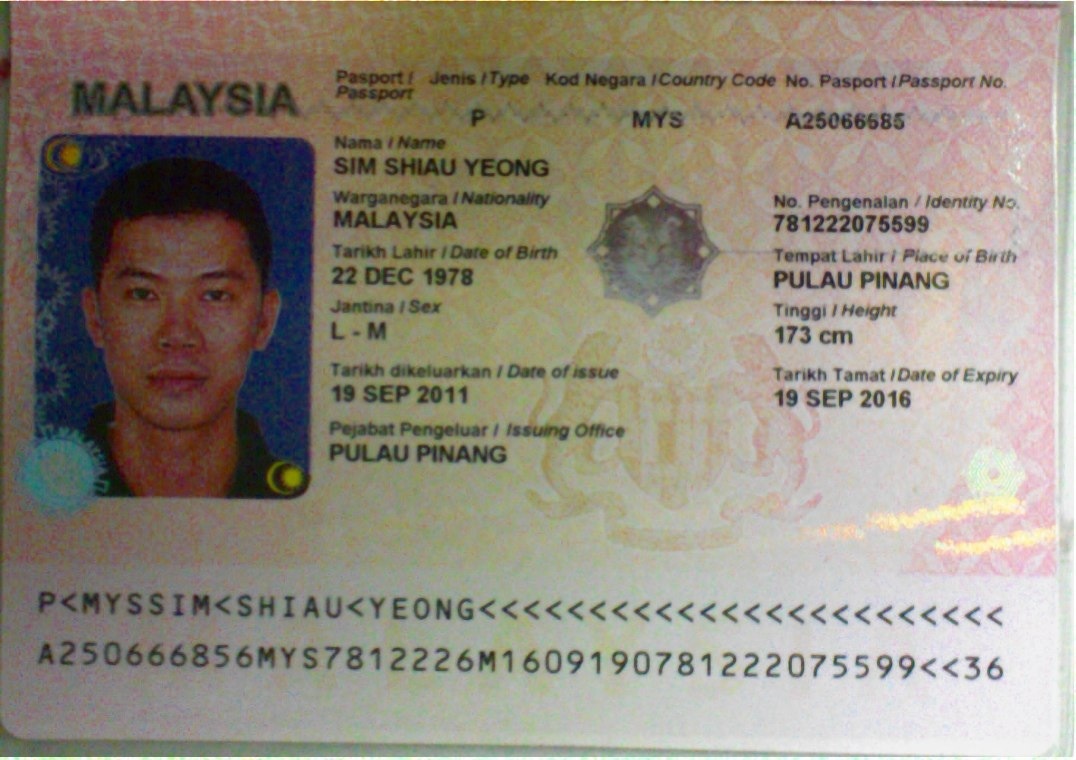 MALAYSIA
Pasport / Passport
Jenis / Type
Kod Negara / Country Code
No. Pasport / Passport No.
P
MYS
A25066685
Nama / Name
SIM SHIAU YEONG
Warganegara / Nationality
No. Pengenalan / Identity No.
MALAYSIA
781222075599
Tarikh Lahir / Date of Birth
Tempat Lahir / Place of Birth
22 DEC 1978
PULAU PINANG
Jantina / Sex
Tinggi / Height
L - M
173 cm
Tarikh dikeluarkan / Date of issue
Tarikh Tamat / Date of Expiry
19 SEP 2011
19 SEP 2016
Pejabat Pengeluar / Issuing Office
PULAU PINANG
P<MYSSIM<SHIAU<YEONG<<<<<<<<<<<<<<<<<<<<<<<<
A250666856MYS7812226M1609190781222075599<<36